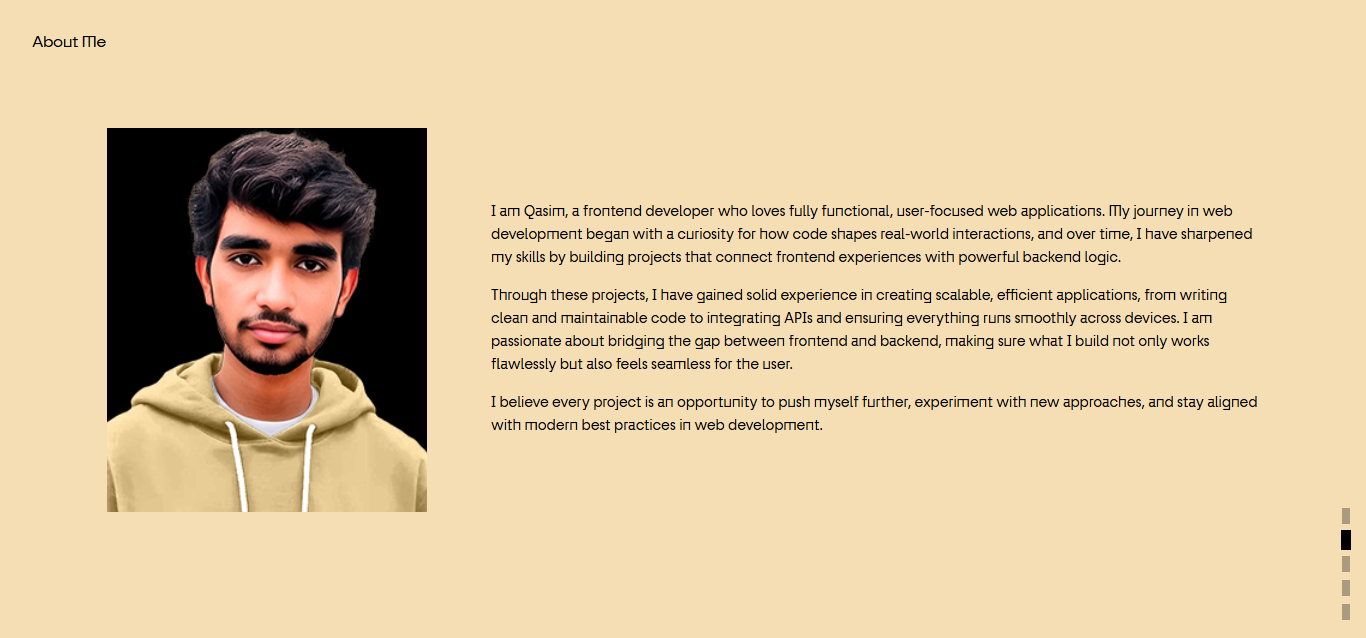 About Me
I am Qasim, a frontend developer who loves fully functional, user-focused web applications. My journey in web
development began with a curiosity for how code shapes real-world interactions, and over time, I have sharpened
my skills by building projects that connect frontend experiences with powerful backend logic.
Through these projects, I have gained solid experience in creating scalable, efficient applications, from writing
clean and maintainable code to integrating APIs and ensuring everything runs smoothly across devices. I am
passionate about bridging the gap between frontend and backend, making sure what I build not only works
flawlessly but also feels seamless for the user.
I believe every project is an opportunity to push myself further, experiment with new approaches, and stay aligned
with modern best practices in web development.